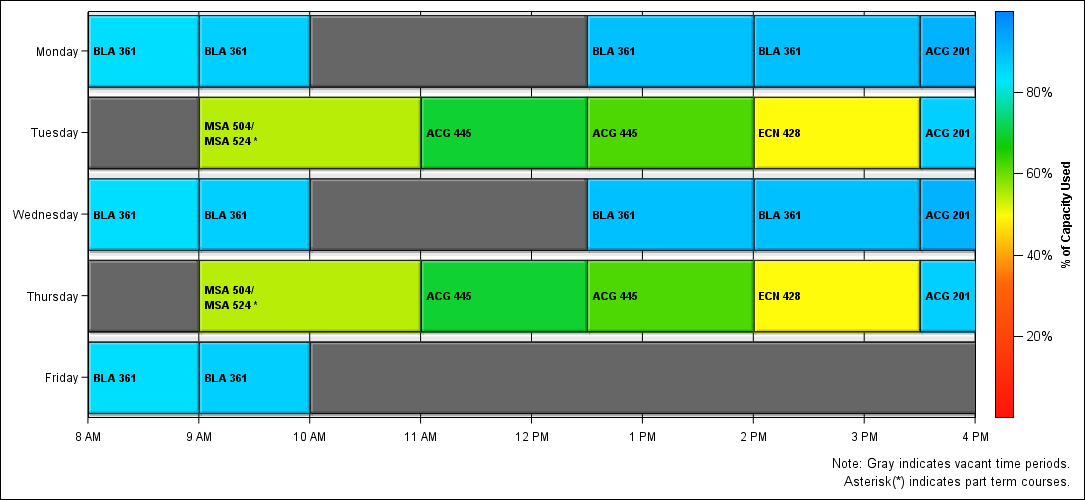 Monday
BLA 361
BLA 361
BLA 361
BLA 361
ACG 201
Tuesday
MSA 504/
MSA 524 *
ACG 445
ACG 445
ECN 428
ACG 201
Wednesday
BLA 361
BLA 361
BLA 361
BLA 361
ACG 201
Thursday
MSA 504/
MSA 524 *
ACG 445
ACG 445
ECN 428
ACG 201
Friday
BLA 361
BLA 361
8 AM
9 AM
10 AM
11 AM
12 PM
1 PM
2 PM
3 PM
4 PM
80%
60%
40%
20%
% of Capacity Used
Note: Gray indicates vacant time periods.
Asterisk(*) indicates part term courses.